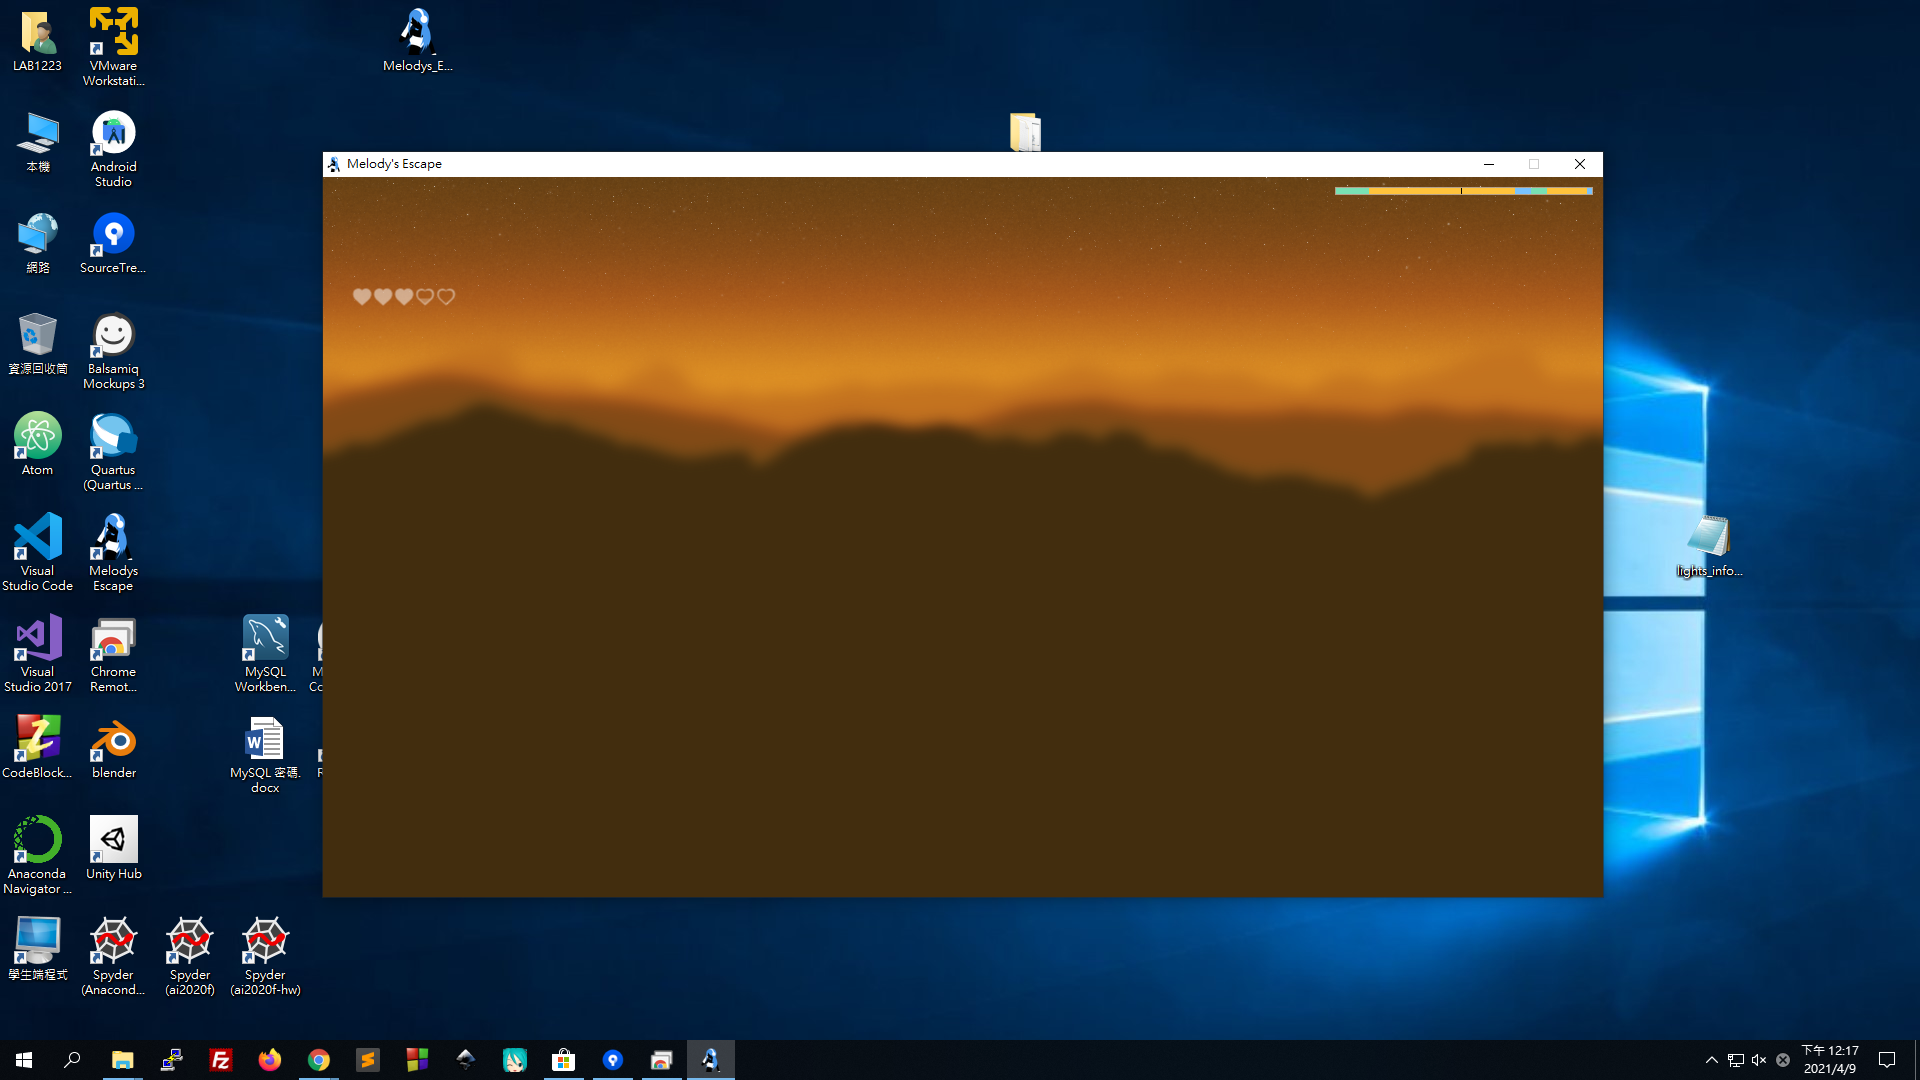 LAB1223
VMware
Workstati...
Melodys_E...
本機
Android
Studio
Melody's Escape
網路
SourceTre...
資源回收筒
Balsamiq
Mockups 3
Atom
Quartus
(Quartus ...
Visual
Studio Code
Melodys
Escape
lights_info...
Visual
Studio 2017
Chrome
Remot...
MySQL
Workben...
M
Co
CodeBlock...
blender
MySQL 密碼.
docx
R
Anaconda
Navigator ...
Unity Hub
學生端程式
Spyder
(Anacond...
Spyder
(ai2020f)
Spyder
(ai2020f-hw)
下午 12:17
2021/4/9